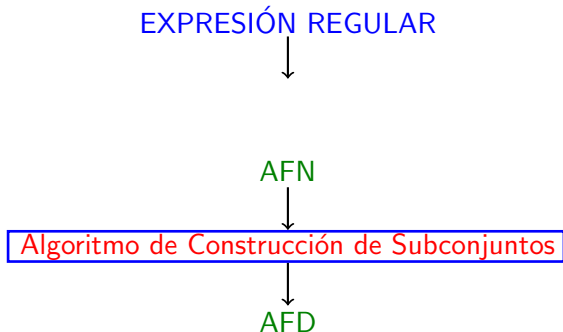 EXPRESIÓN REGULAR
AFN
Algoritmo de Construcción de Subconjuntos
AFD